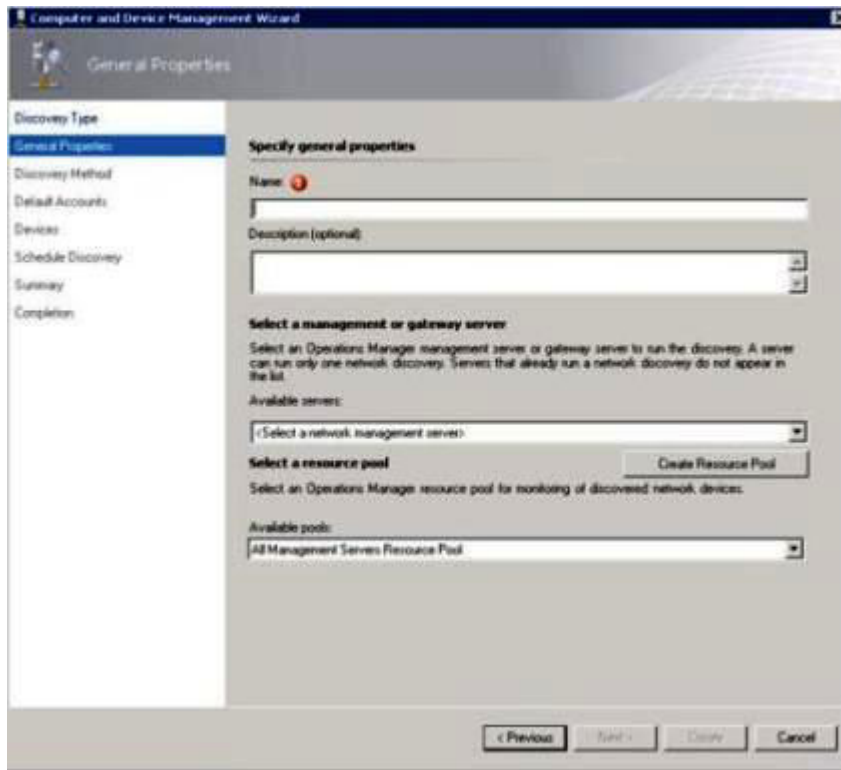 Computer and Device Management Wizard
General Properties
Discovery Type
General Properties
Discovery Method
Default Accounts
Devices
Schedule Discovery
Summary
Completion
Specify general properties
Name:
Description (optional):
Select a management or gateway server
Select an Operations Manager management server or gateway server to run the discovery. A server
can run only one network discovery. Servers that already run a network discovery do not appear in
the list.
Available servers:
<Select a network management server>
Select a resource pool
Create Resource Pool
Select an Operations Manager resource pool for monitoring of discovered network devices.
Available pools:
All Management Servers Resource Pool
< Previous
Next >
Create
Cancel